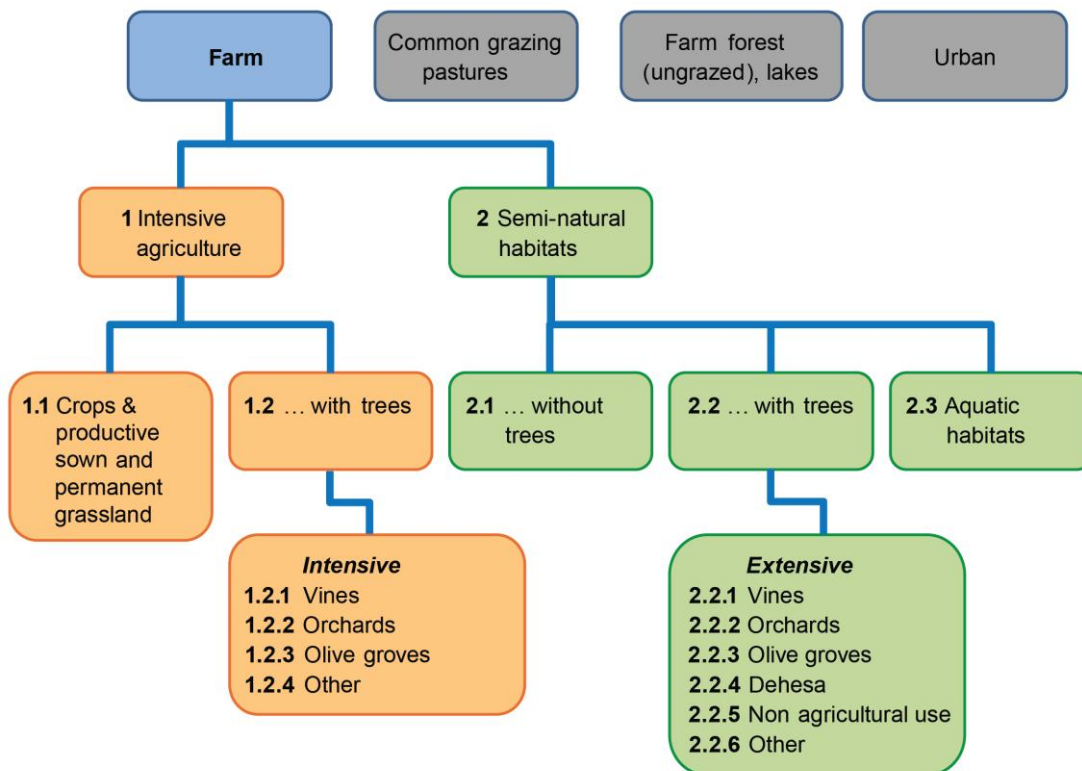 Farm
Common grazing
pastures
Farm forest
(ungrazed), lakes
Urban
1 Intensive
agriculture
2 Semi-natural
habitats
1.1 Crops &
productive
sown and
permanent
grassland
1.2 … with trees
2.1 … without
trees
2.2 … with trees
2.3 Aquatic
habitats
Intensive
1.2.1 Vines
1.2.2 Orchards
1.2.3 Olive groves
1.2.4 Other
Extensive
2.2.1 Vines
2.2.2 Orchards
2.2.3 Olive groves
2.2.4 Dehesa
2.2.5 Non agricultural use
2.2.6 Other